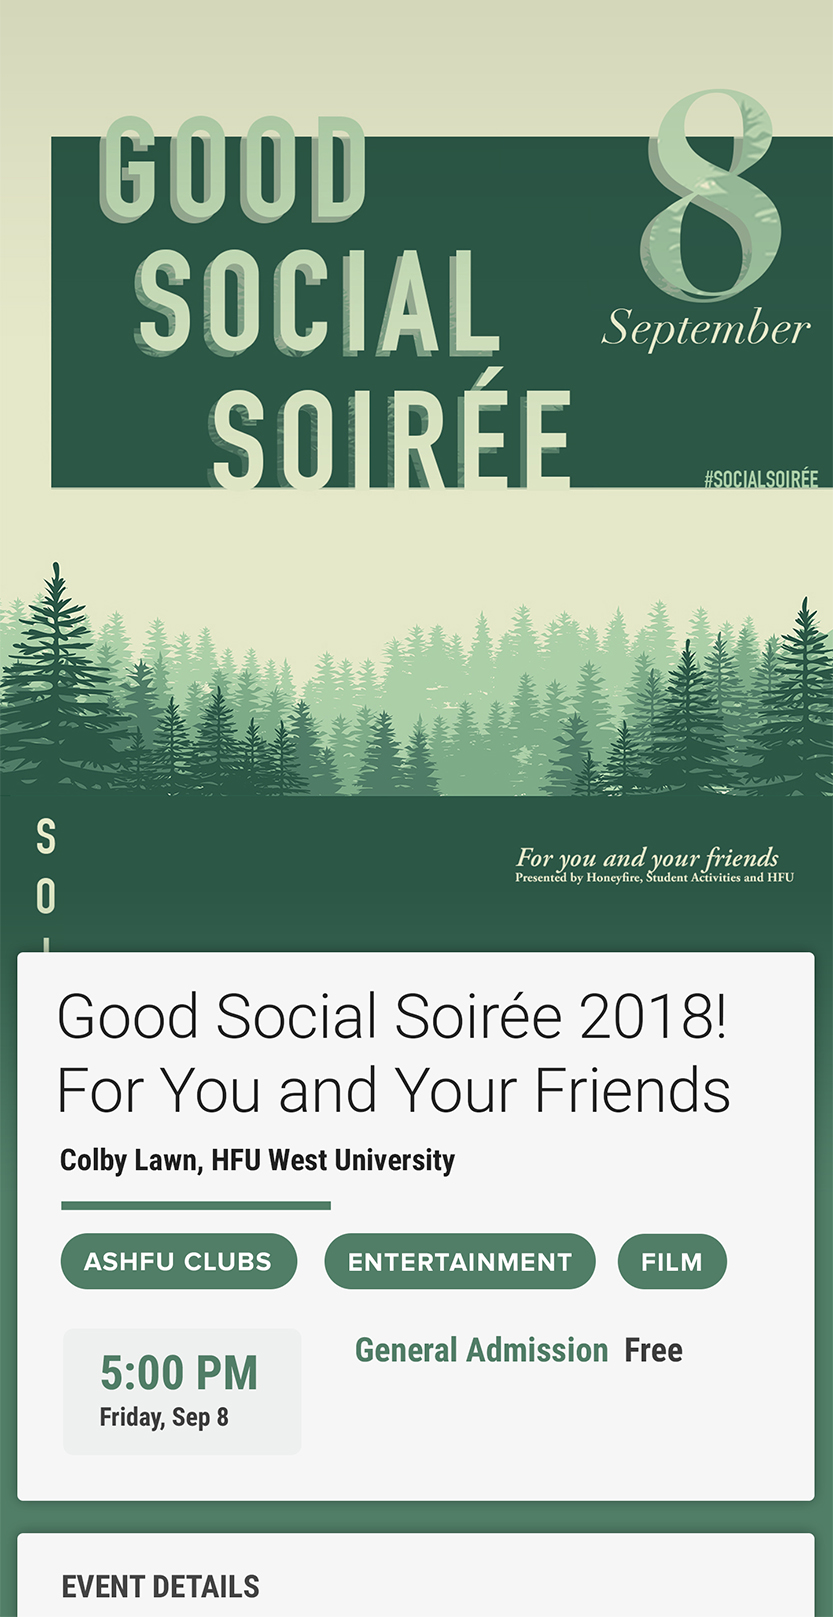 GOOD
SOCIAL
SOIRÉE
8
September
#SOCIALSOIRÉE
S
O
For you and your friends
Presented by Honeyfire, Student Activities and HFU
Good Social Soirée 2018!
For You and Your Friends
Colby Lawn, HFU West University
ASHFU CLUBS ENTERTAINMENT FILM
5:00 PM
Friday, Sep 8
General Admission Free
EVENT DETAILS